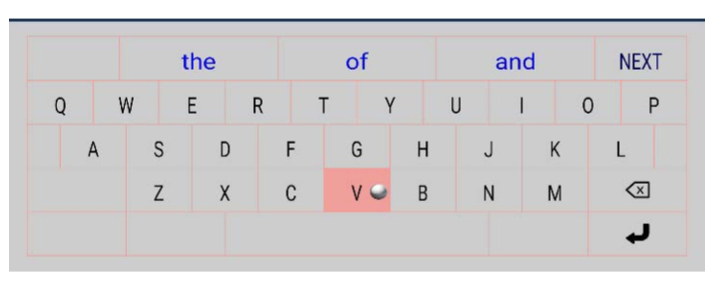 the of and NEXT
Q W E R T Y U I O P
A S D F G H J K L
Z X C V B N M